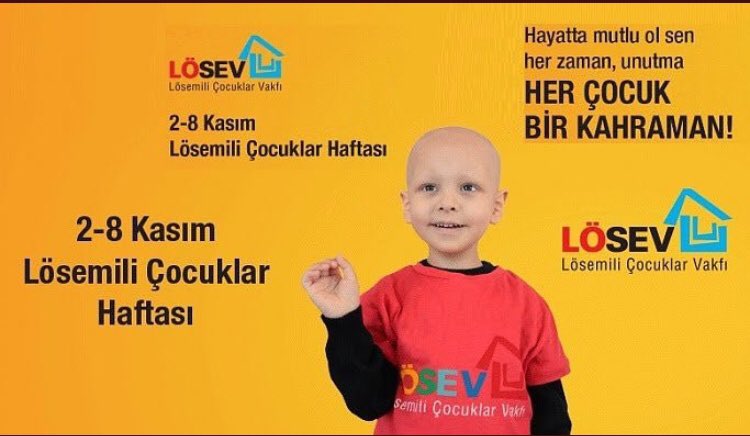 LÖSEV
Lösemili Çocuklar Vakfı
2-8 Kasım
Lösemili Çocuklar Haftası
Hayatta mutlu ol sen
her zaman, unutma
HER ÇOCUK
BİR KAHRAMAN!
2-8 Kasım
Lösemili Çocuklar
Haftası
LÖSEV
Lösemili Çocuklar Vakfı
LÖSEV
semili Çocuklar Vakfı